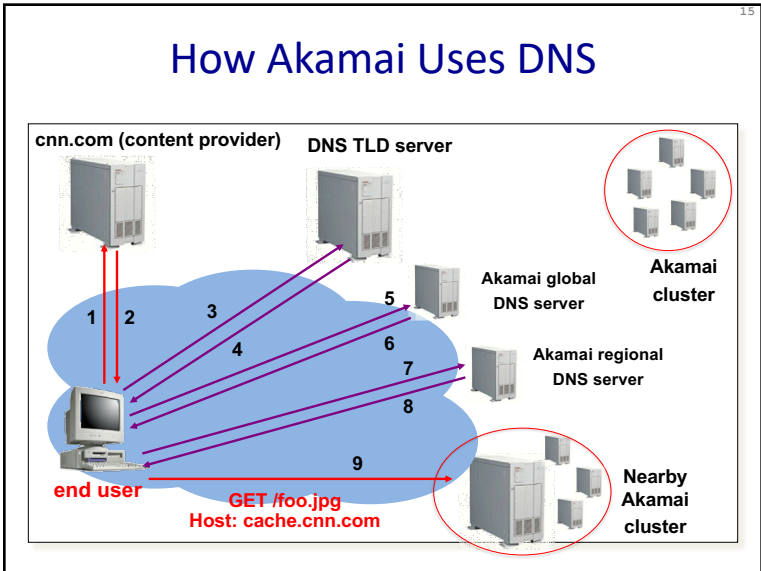 15
How Akamai Uses DNS
cnn.com (content provider)
DNS TLD server
Akamai
cluster
Akamai global
DNS server
Akamai regional
DNS server
1
2
3
4
5
6
7
8
9
end user
GET /foo.jpg
Host: cache.cnn.com
Nearby
Akamai
cluster